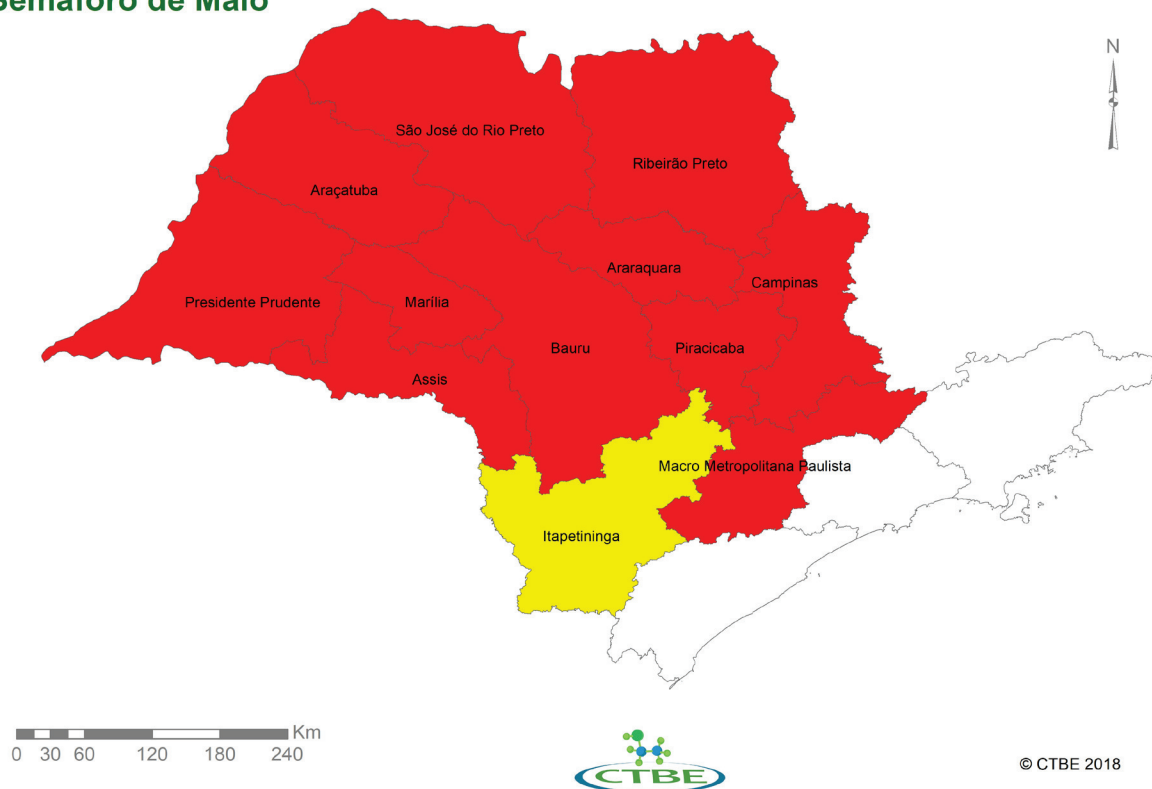 Semáforo de Maio
N
São José do Rio Preto
Ribeirão Preto
Araçatuba
Araraquara
Campinas
Presidente Prudente
Marília
Bauru
Piracicaba
Assis
Macro Metropolitana Paulista
Itapetininga
Km
0 30 60 120 180 240
CTBE
© CTBE 2018